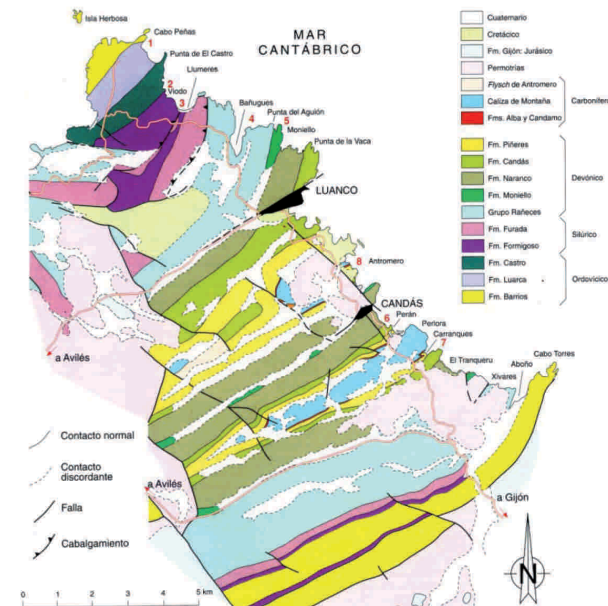 Isla Herbosa
Cabo Peñas
1
MAR
CANTÁBRICO
Punta de El Castro
2
Viodo
Llumeres
3
Bañugues
4
Punta del Aguión
5
Moniello
Punta de la Vaca
LUANCO
8
Antromero
CANDÁS
6
Perán
Perlora
Carranques
7
El Tranqueru
Xivares
Aboño
Cabo Torres
a Avilés
a Avilés
a Gijón
Cuaternario
Cretácico
Fm. Gijón: Jurásico
Permotrías
Flysch de Antromero
Caliza de Montaña
Fms. Alba y Candamo
Carbonífero
Fm. Piñeres
Fm. Candás
Fm. Naranco
Fm. Moniello
Grupo Rañeces
Devónico
Fm. Furada
Fm. Formigoso
Silúrico
Fm. Castro
Fm. Luarca
Fm. Barrios
Ordovícico
Contacto normal
Contacto
discordante
Falla
Cabalgamiento
0 1 2 3 4 5 km
N